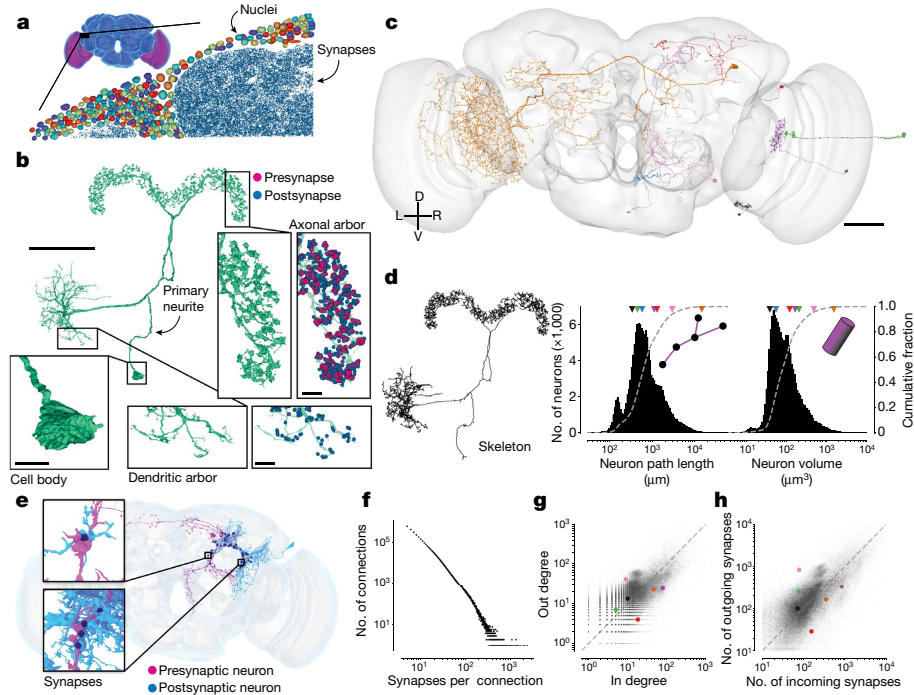 a
Nuclei
Synapses
b
Presynapse
Postsynapse
Axonal arbor
Primary
neurite
Cell body
Dendritic arbor
c
D
L
R
V
d
Skeleton
No. of neurons (×1,000)
6
4
2
0
10²
10³
10⁴
Neuron path length
(μm)
10¹
10²
10³
10⁴
Neuron volume
(μm³)
1.0
0.8
0.6
0.4
0.2
0
Cumulative fraction
e
Synapses
Presynaptic neuron
Postsynaptic neuron
f
No. of connections
10⁵
10³
10¹
10¹
10²
10³
Synapses per connection
g
Out degree
10³
10²
10¹
10⁰
10⁰
10¹
10²
10³
In degree
h
No. of outgoing synapses
10⁴
10³
10²
10¹
10¹
10²
10³
10⁴
No. of incoming synapses